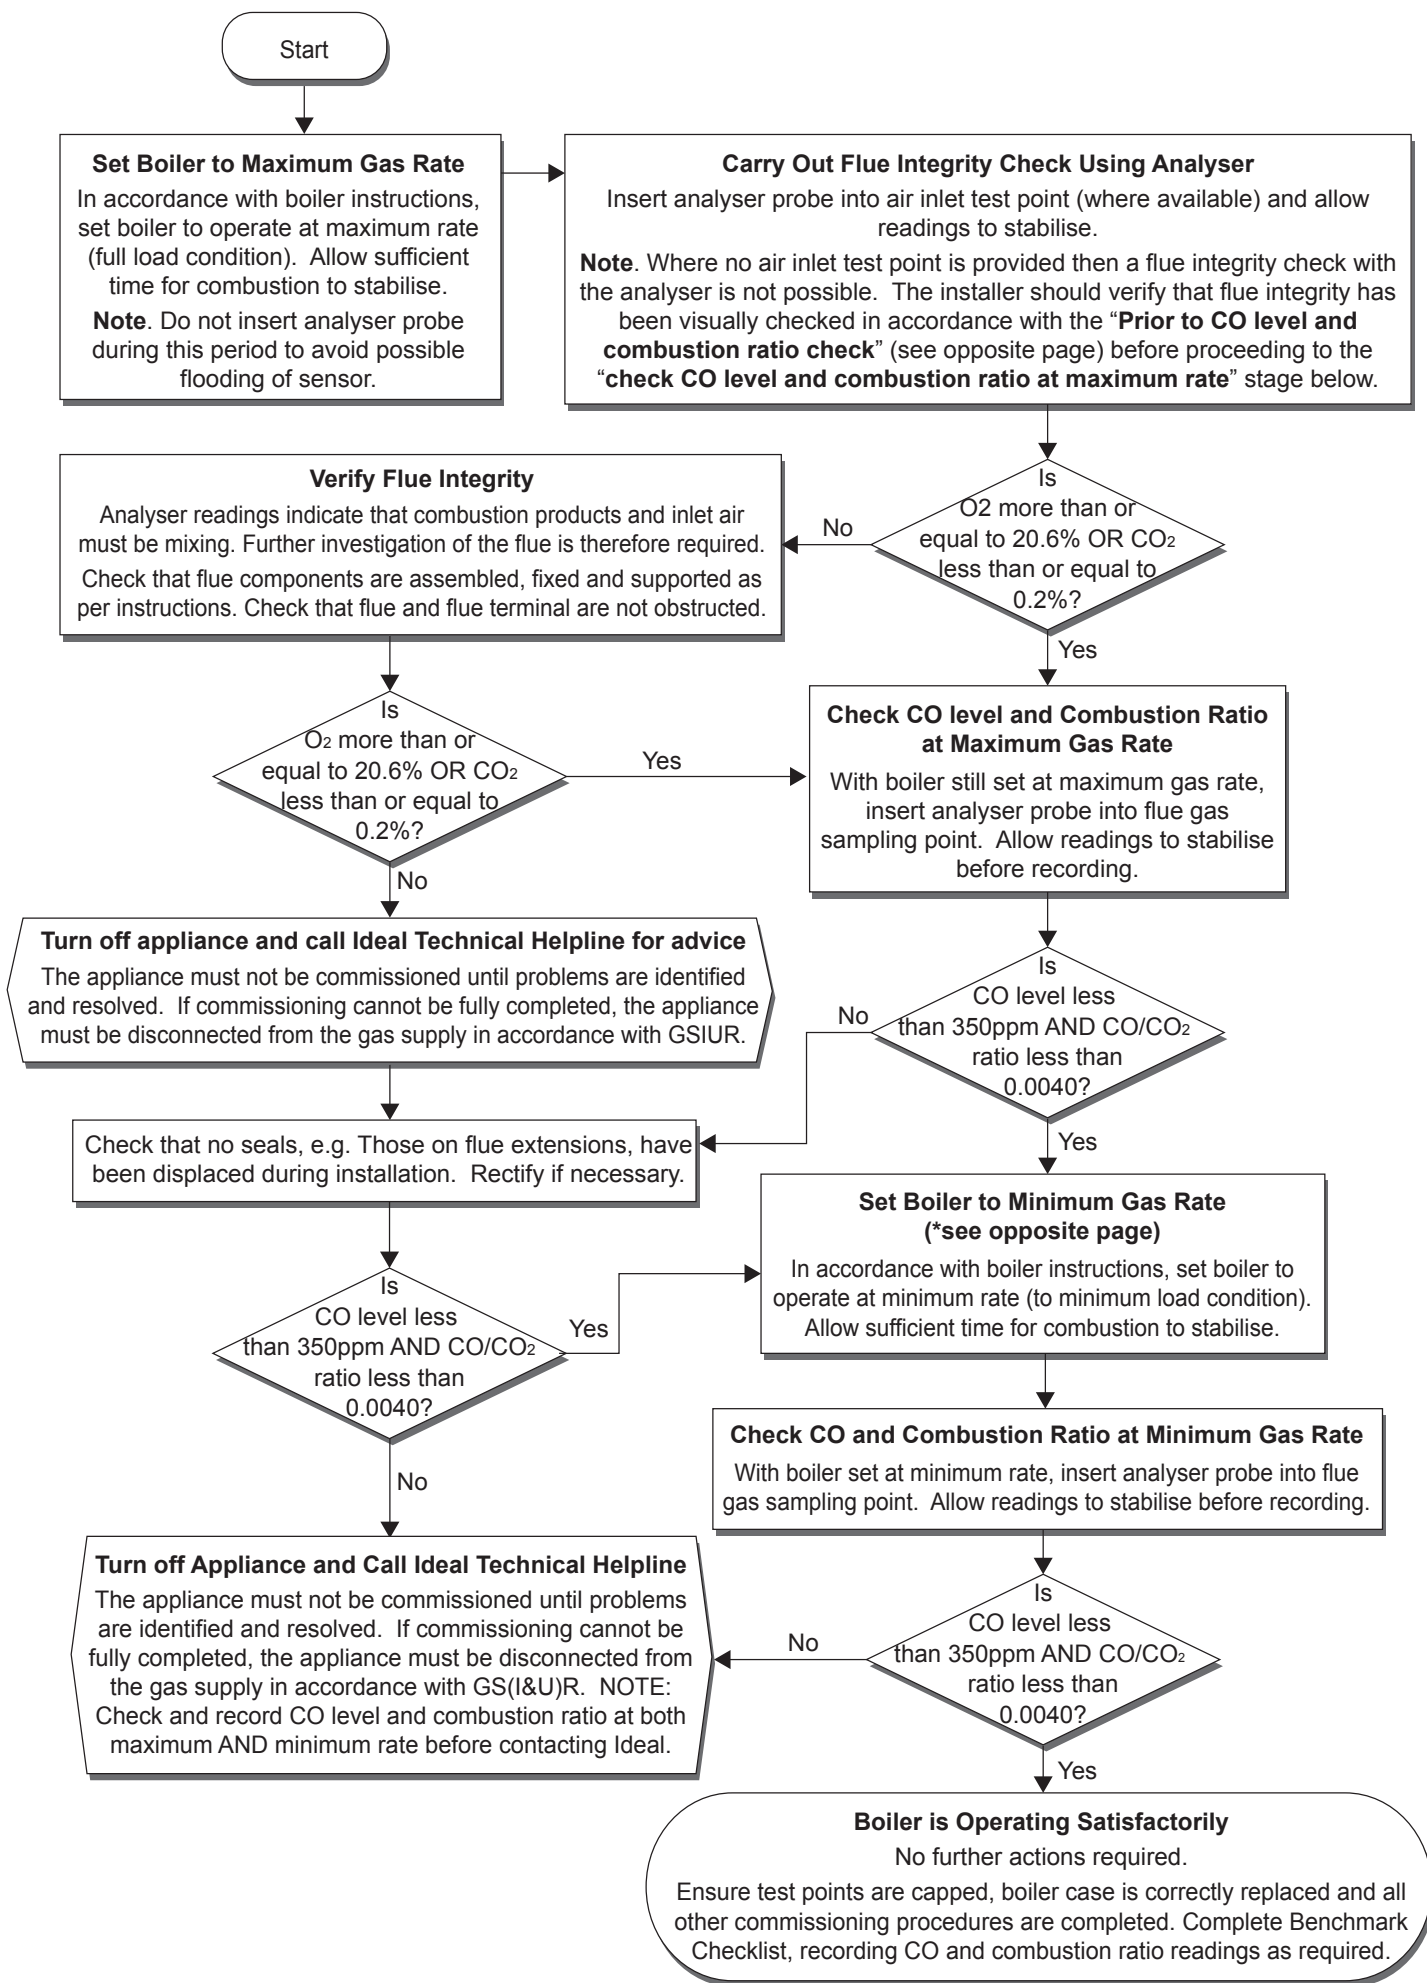 Start
Set Boiler to Maximum Gas Rate
In accordance with boiler instructions,
set boiler to operate at maximum rate
(full load condition).  Allow sufficient
time for combustion to stabilise.
Note. Do not insert analyser probe
during this period to avoid possible
flooding of sensor.
Carry Out Flue Integrity Check Using Analyser
Insert analyser probe into air inlet test point (where available) and allow
readings to stabilise.
Note. Where no air inlet test point is provided then a flue integrity check with
the analyser is not possible.  The installer should verify that flue integrity has
been visually checked in accordance with the “Prior to CO level and
combustion ratio check” (see opposite page) before proceeding to the
“check CO level and combustion ratio at maximum rate” stage below.
Is
O2 more than or
equal to 20.6% OR CO2
less than or equal to
0.2%?
No
Yes
Verify Flue Integrity
Analyser readings indicate that combustion products and inlet air
must be mixing. Further investigation of the flue is therefore required.
Check that flue components are assembled, fixed and supported as
per instructions. Check that flue and flue terminal are not obstructed.
Is
O2 more than or
equal to 20.6% OR CO2
less than or equal to
0.2%?
Yes
No
Check CO level and Combustion Ratio
at Maximum Gas Rate
With boiler still set at maximum gas rate,
insert analyser probe into flue gas
sampling point.  Allow readings to stabilise
before recording.
Turn off appliance and call Ideal Technical Helpline for advice
The appliance must not be commissioned until problems are identified
and resolved.  If commissioning cannot be fully completed, the appliance
must be disconnected from the gas supply in accordance with GSIUR.
Is
CO level less
than 350ppm AND CO/CO2
ratio less than
0.0040?
No
Yes
Check that no seals, e.g. Those on flue extensions, have
been displaced during installation.  Rectify if necessary.
Set Boiler to Minimum Gas Rate
(*see opposite page)
In accordance with boiler instructions, set boiler to
operate at minimum rate (to minimum load condition).
Allow sufficient time for combustion to stabilise.
Is
CO level less
than 350ppm AND CO/CO2
ratio less than
0.0040?
Yes
No
Check CO and Combustion Ratio at Minimum Gas Rate
With boiler set at minimum rate, insert analyser probe into flue
gas sampling point.  Allow readings to stabilise before recording.
Turn off Appliance and Call Ideal Technical Helpline
The appliance must not be commissioned until problems
are identified and resolved.  If commissioning cannot be
fully completed, the appliance must be disconnected from
the gas supply in accordance with GS(I&U)R.  NOTE:
Check and record CO level and combustion ratio at both
maximum AND minimum rate before contacting Ideal.
Is
CO level less
than 350ppm AND CO/CO2
ratio less than
0.0040?
No
Yes
Boiler is Operating Satisfactorily
No further actions required.
Ensure test points are capped, boiler case is correctly replaced and all
other commissioning procedures are completed. Complete Benchmark
Checklist, recording CO and combustion ratio readings as required.